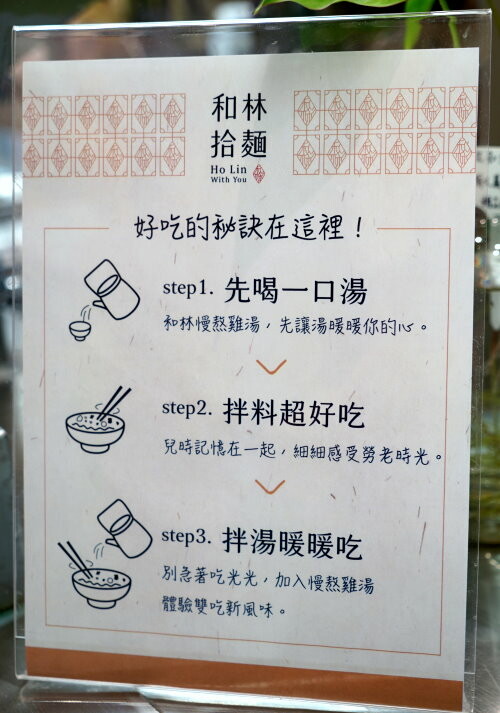 和林
拾麵
Ho Lin
With You
好吃的秘訣在這裡！
step1. 先喝一口湯
和林慢熬雞湯，先讓湯暖暖你的心。
step2. 拌料超好吃
兒時記憶在一起，細細感受勞老時光。
step3. 拌湯暖暖吃
別急著吃光光，加入慢熬雞湯
體驗雙吃新風味。